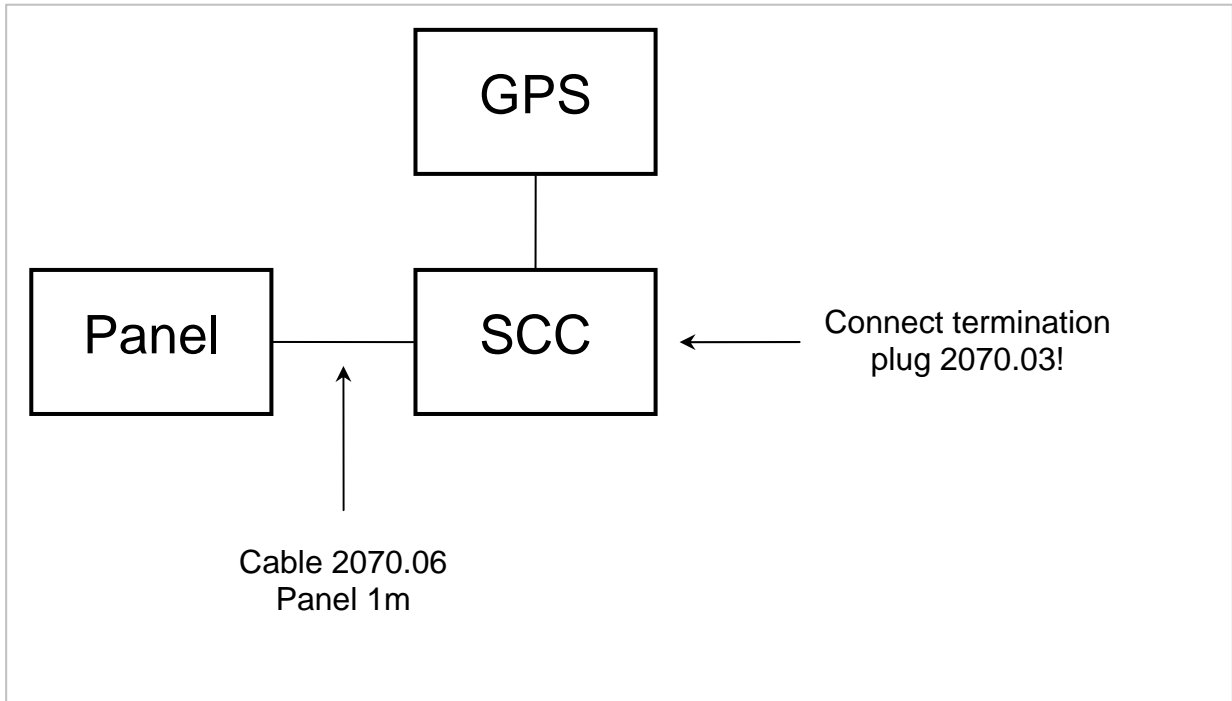 GPS
Panel
SCC
Connect termination
plug 2070.03!
Cable 2070.06
Panel 1m